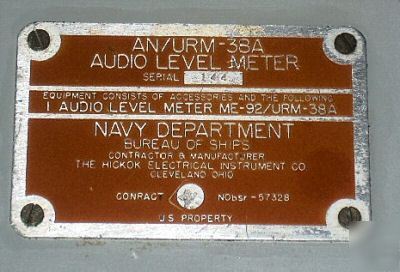 AN/URM-38A
AUDIO LEVEL METER
SERIAL 144
EQUIPMENT CONSISTS OF ACCESSORIES AND THE FOLLOWING
1 AUDIO LEVEL METER ME-92/URM-38A
NAVY DEPARTMENT
BUREAU OF SHIPS
CONTRACTOR & MANUFACTURER
THE HICKOK ELECTRICAL INSTRUMENT CO.
CLEVELAND OHIO
CONRACT NObsr-57328
U.S. PROPERTY